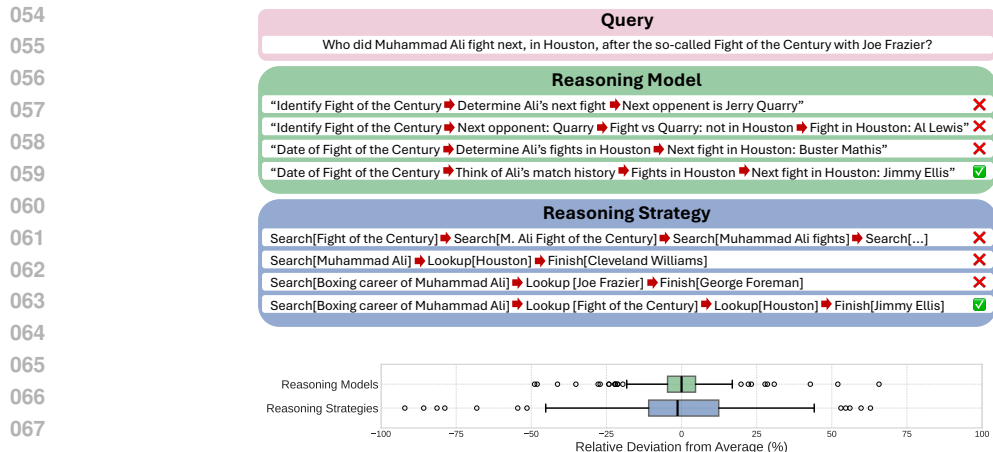 054
Query
055
Who did Muhammad Ali fight next, in Houston, after the so-called Fight of the Century with Joe Frazier?
056
Reasoning Model
057
“Identify Fight of the Century ➡ Determine Ali’s next fight ➡ Next oppenent is Jerry Quarry” ❌
058
“Identify Fight of the Century ➡ Next opponent: Quarry ➡ Fight vs Quarry: not in Houston ➡ Fight in Houston: Al Lewis” ❌
“Date of Fight of the Century ➡ Determine Ali’s fights in Houston ➡ Next fight in Houston: Buster Mathis” ❌
059
“Date of Fight of the Century ➡ Think of Ali’s match history ➡ Fights in Houston ➡ Next fight in Houston: Jimmy Ellis” ✅
060
Reasoning Strategy
061
Search[Fight of the Century] ➡ Search[M. Ali Fight of the Century] ➡ Search[Muhammad Ali fights] ➡ Search[...] ❌
062
Search[Muhammad Ali] ➡ Lookup[Houston] ➡ Finish[Cleveland Williams] ❌
063
Search[Boxing career of Muhammad Ali] ➡ Lookup [Joe Frazier] ➡ Finish[George Foreman] ❌
Search[Boxing career of Muhammad Ali] ➡ Lookup [Fight of the Century] ➡ Lookup[Houston] ➡ Finish[Jimmy Ellis] ✅
064
065
Reasoning Models
066
Reasoning Strategies
067
−100 −75 −50 −25 0 25 50 75 100
Relative Deviation from Average (%)